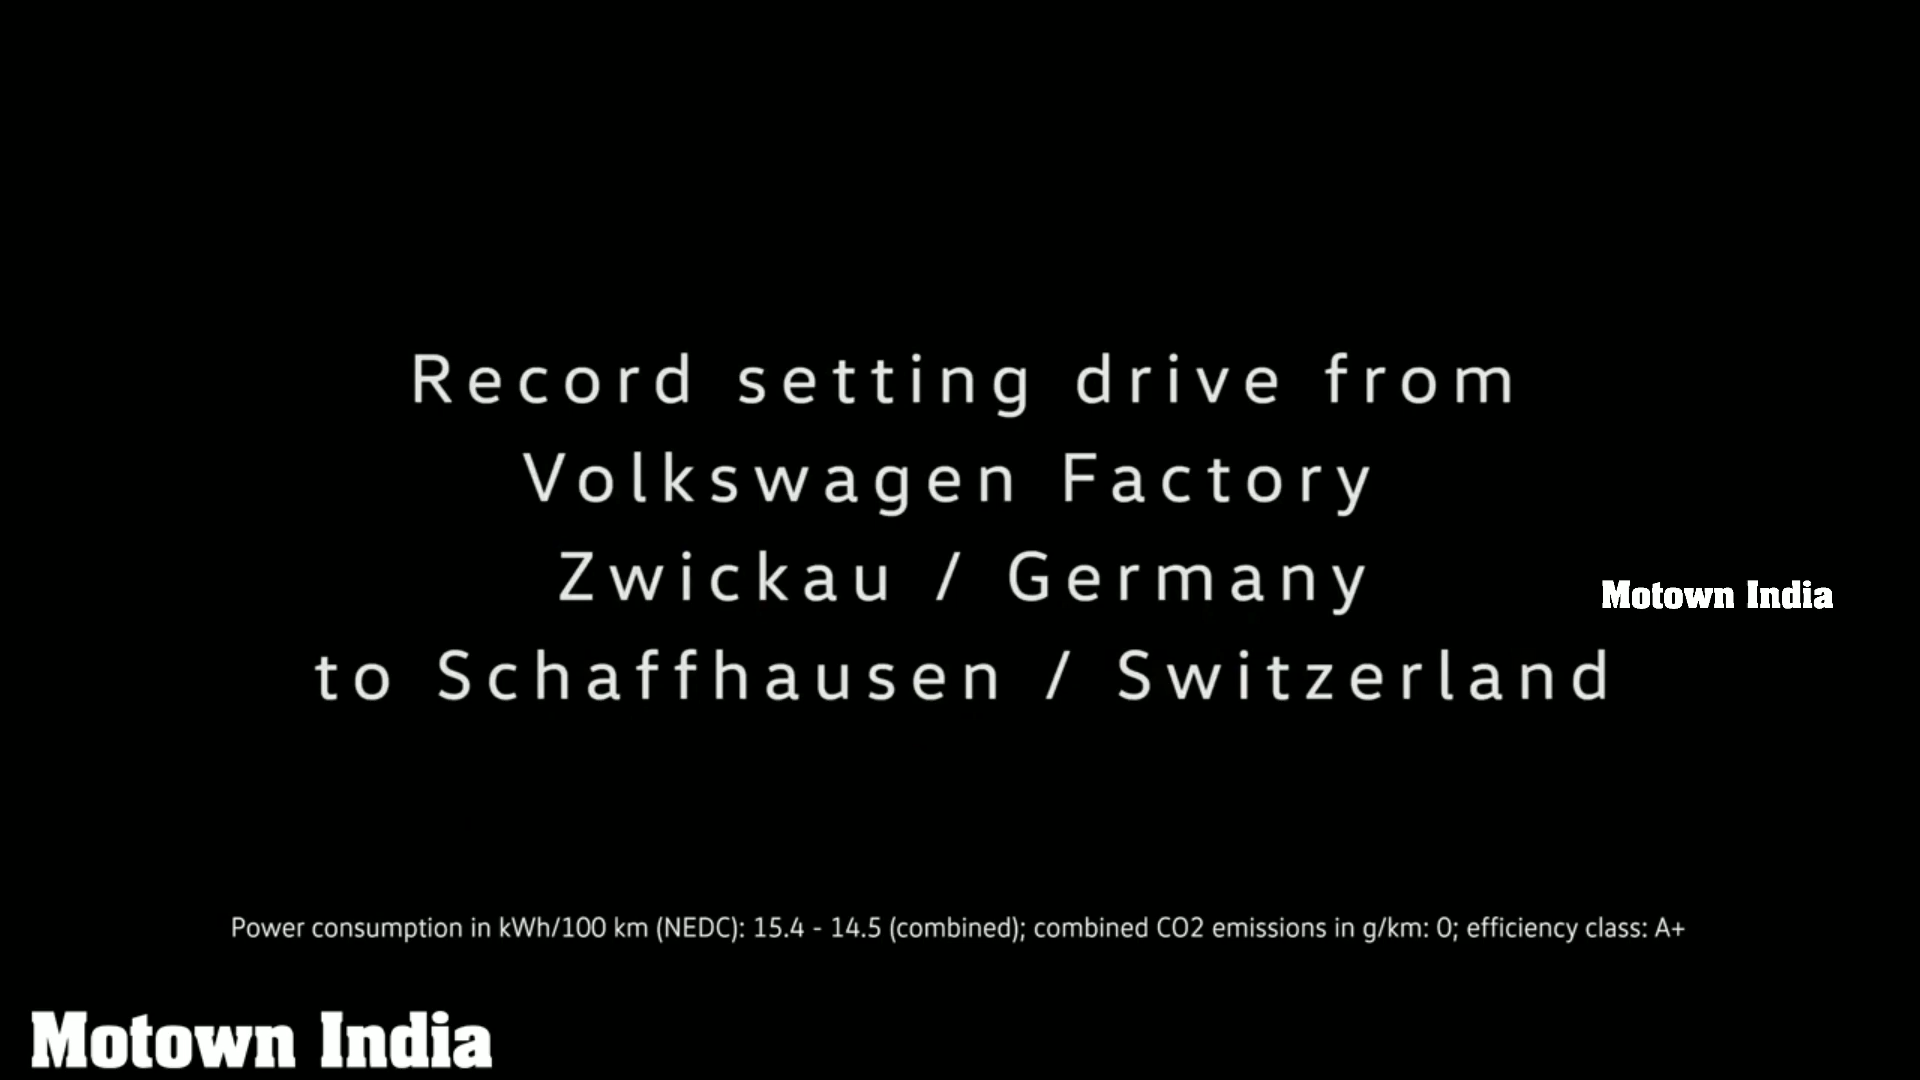 Record setting drive from
Volkswagen Factory
Zwickau / Germany
Motown India
to Schaffhausen / Switzerland
Power consumption in kWh/100 km (NEDC): 15.4 - 14.5 (combined); combined CO2 emissions in g/km: 0; efficiency class: A+
Motown India